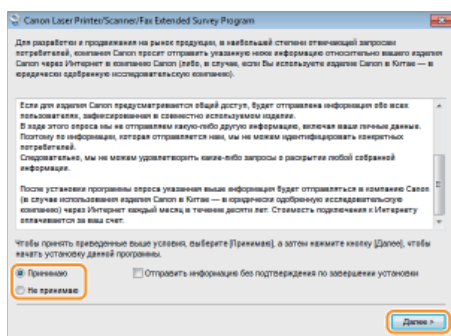 Canon Laser Printer/Scanner/Fax Extended Survey Program
Для разработки и продвижения на рынок продукции, в наибольшей степени отвечающей запросам
потребителей, компания Canon просит отправить указанную ниже информацию относительно вашего изделия
Canon через Интернет в компанию Canon (либо, в случае, если Вы используете изделие Canon в Китае — в
юридически одобренную исследовательскую компанию).
Если для изделия Canon предусматривается общий доступ, будет отправлена информация обо всех
пользователях, зафиксированная в совместно используемом изделии.
В ходе этого опроса мы не отправляем какую-либо другую информацию, включая ваши личные данные.
Поэтому по информации, которая отправляется нам, мы не можем идентифицировать конкретных
потребителей.
Следовательно, мы не можем удовлетворить какие-либо запросы о раскрытии любой собранной
информации.
После установки программы опроса указанная выше информация будет отправляться в компанию Canon
(в случае использования изделия Canon в Китае — в юридически одобренную исследовательскую
компанию) через Интернет каждый месяц в течение десяти лет. Стоимость подключения к Интернету
оплачивается за ваш счет.
Чтобы принять приведенные выше условия, выберите [Принимаю], а затем нажмите кнопку [Далее], чтобы
начать установку данной программы.
Принимаю
Отправить информацию без подтверждения по завершении установки
Не принимаю
Далее >